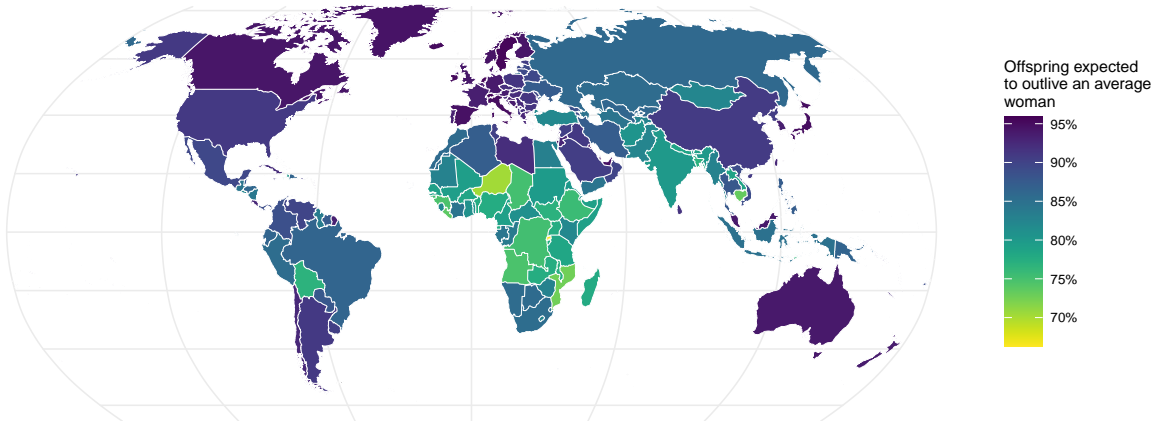 Offspring expected
to outlive an average
woman
95%
90%
85%
80%
75%
70%